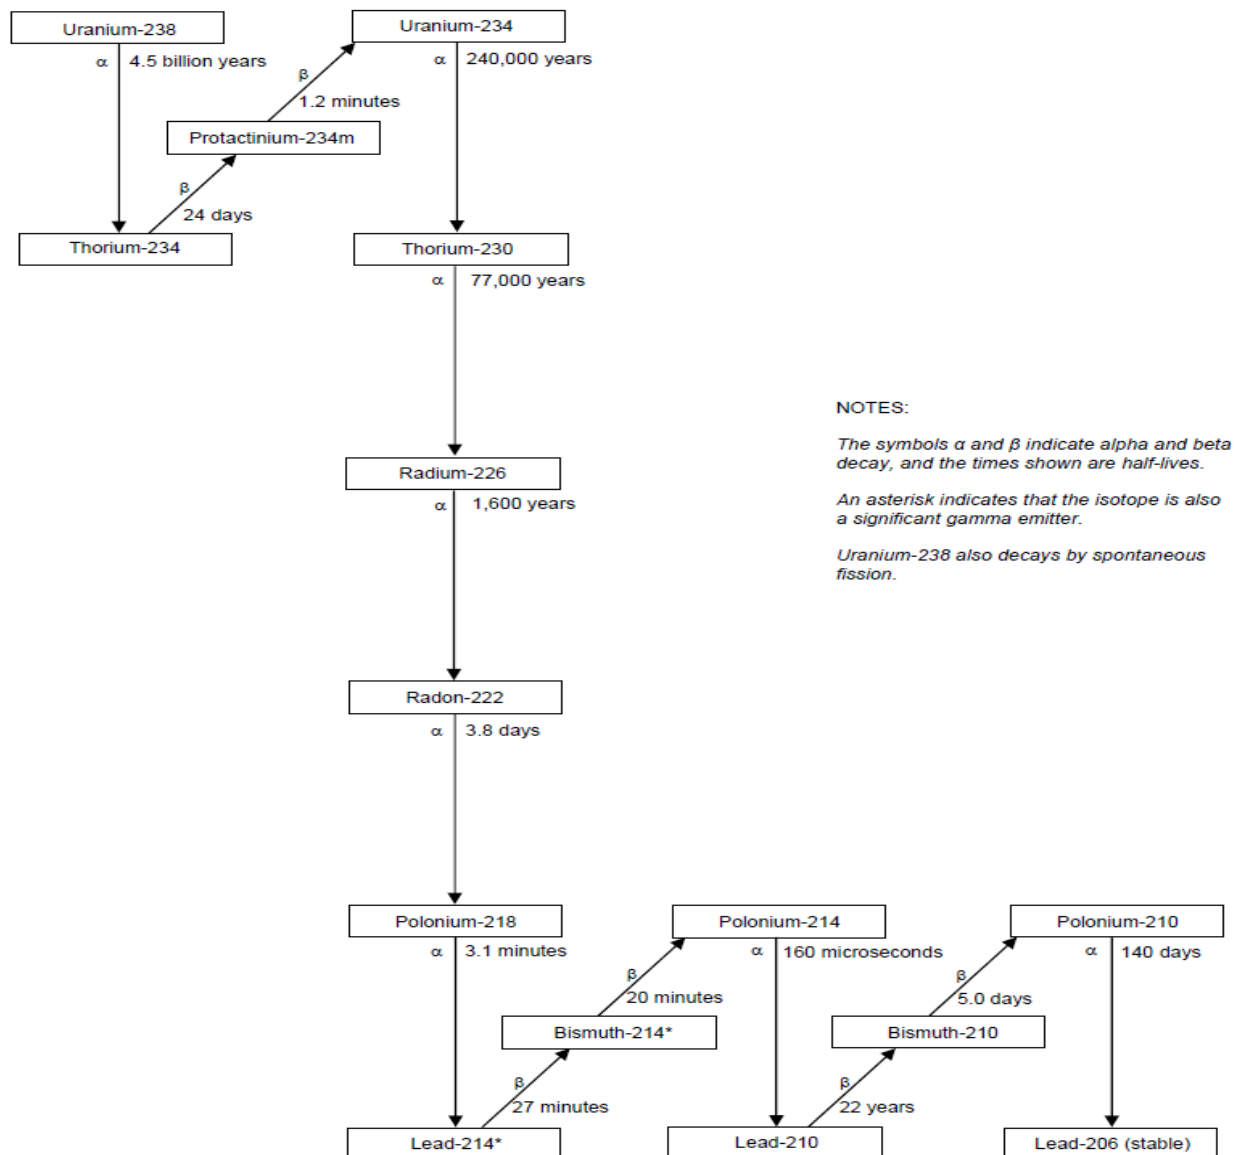 Uranium-238
Uranium-234
α 4.5 billion years
α 240,000 years
β
1.2 minutes
Protactinium-234m
β
24 days
Thorium-234
Thorium-230
α 77,000 years
NOTES:
The symbols α and β indicate alpha and beta
decay, and the times shown are half-lives.
Radium-226
An asterisk indicates that the isotope is also
a significant gamma emitter.
α 1,600 years
Uranium-238 also decays by spontaneous
fission.
Radon-222
α 3.8 days
Polonium-218
Polonium-214
Polonium-210
α 3.1 minutes
α 160 microseconds
α 140 days
β
20 minutes
β
5.0 days
Bismuth-214*
Bismuth-210
β
27 minutes
β
22 years
Lead-214*
Lead-210
Lead-206 (stable)